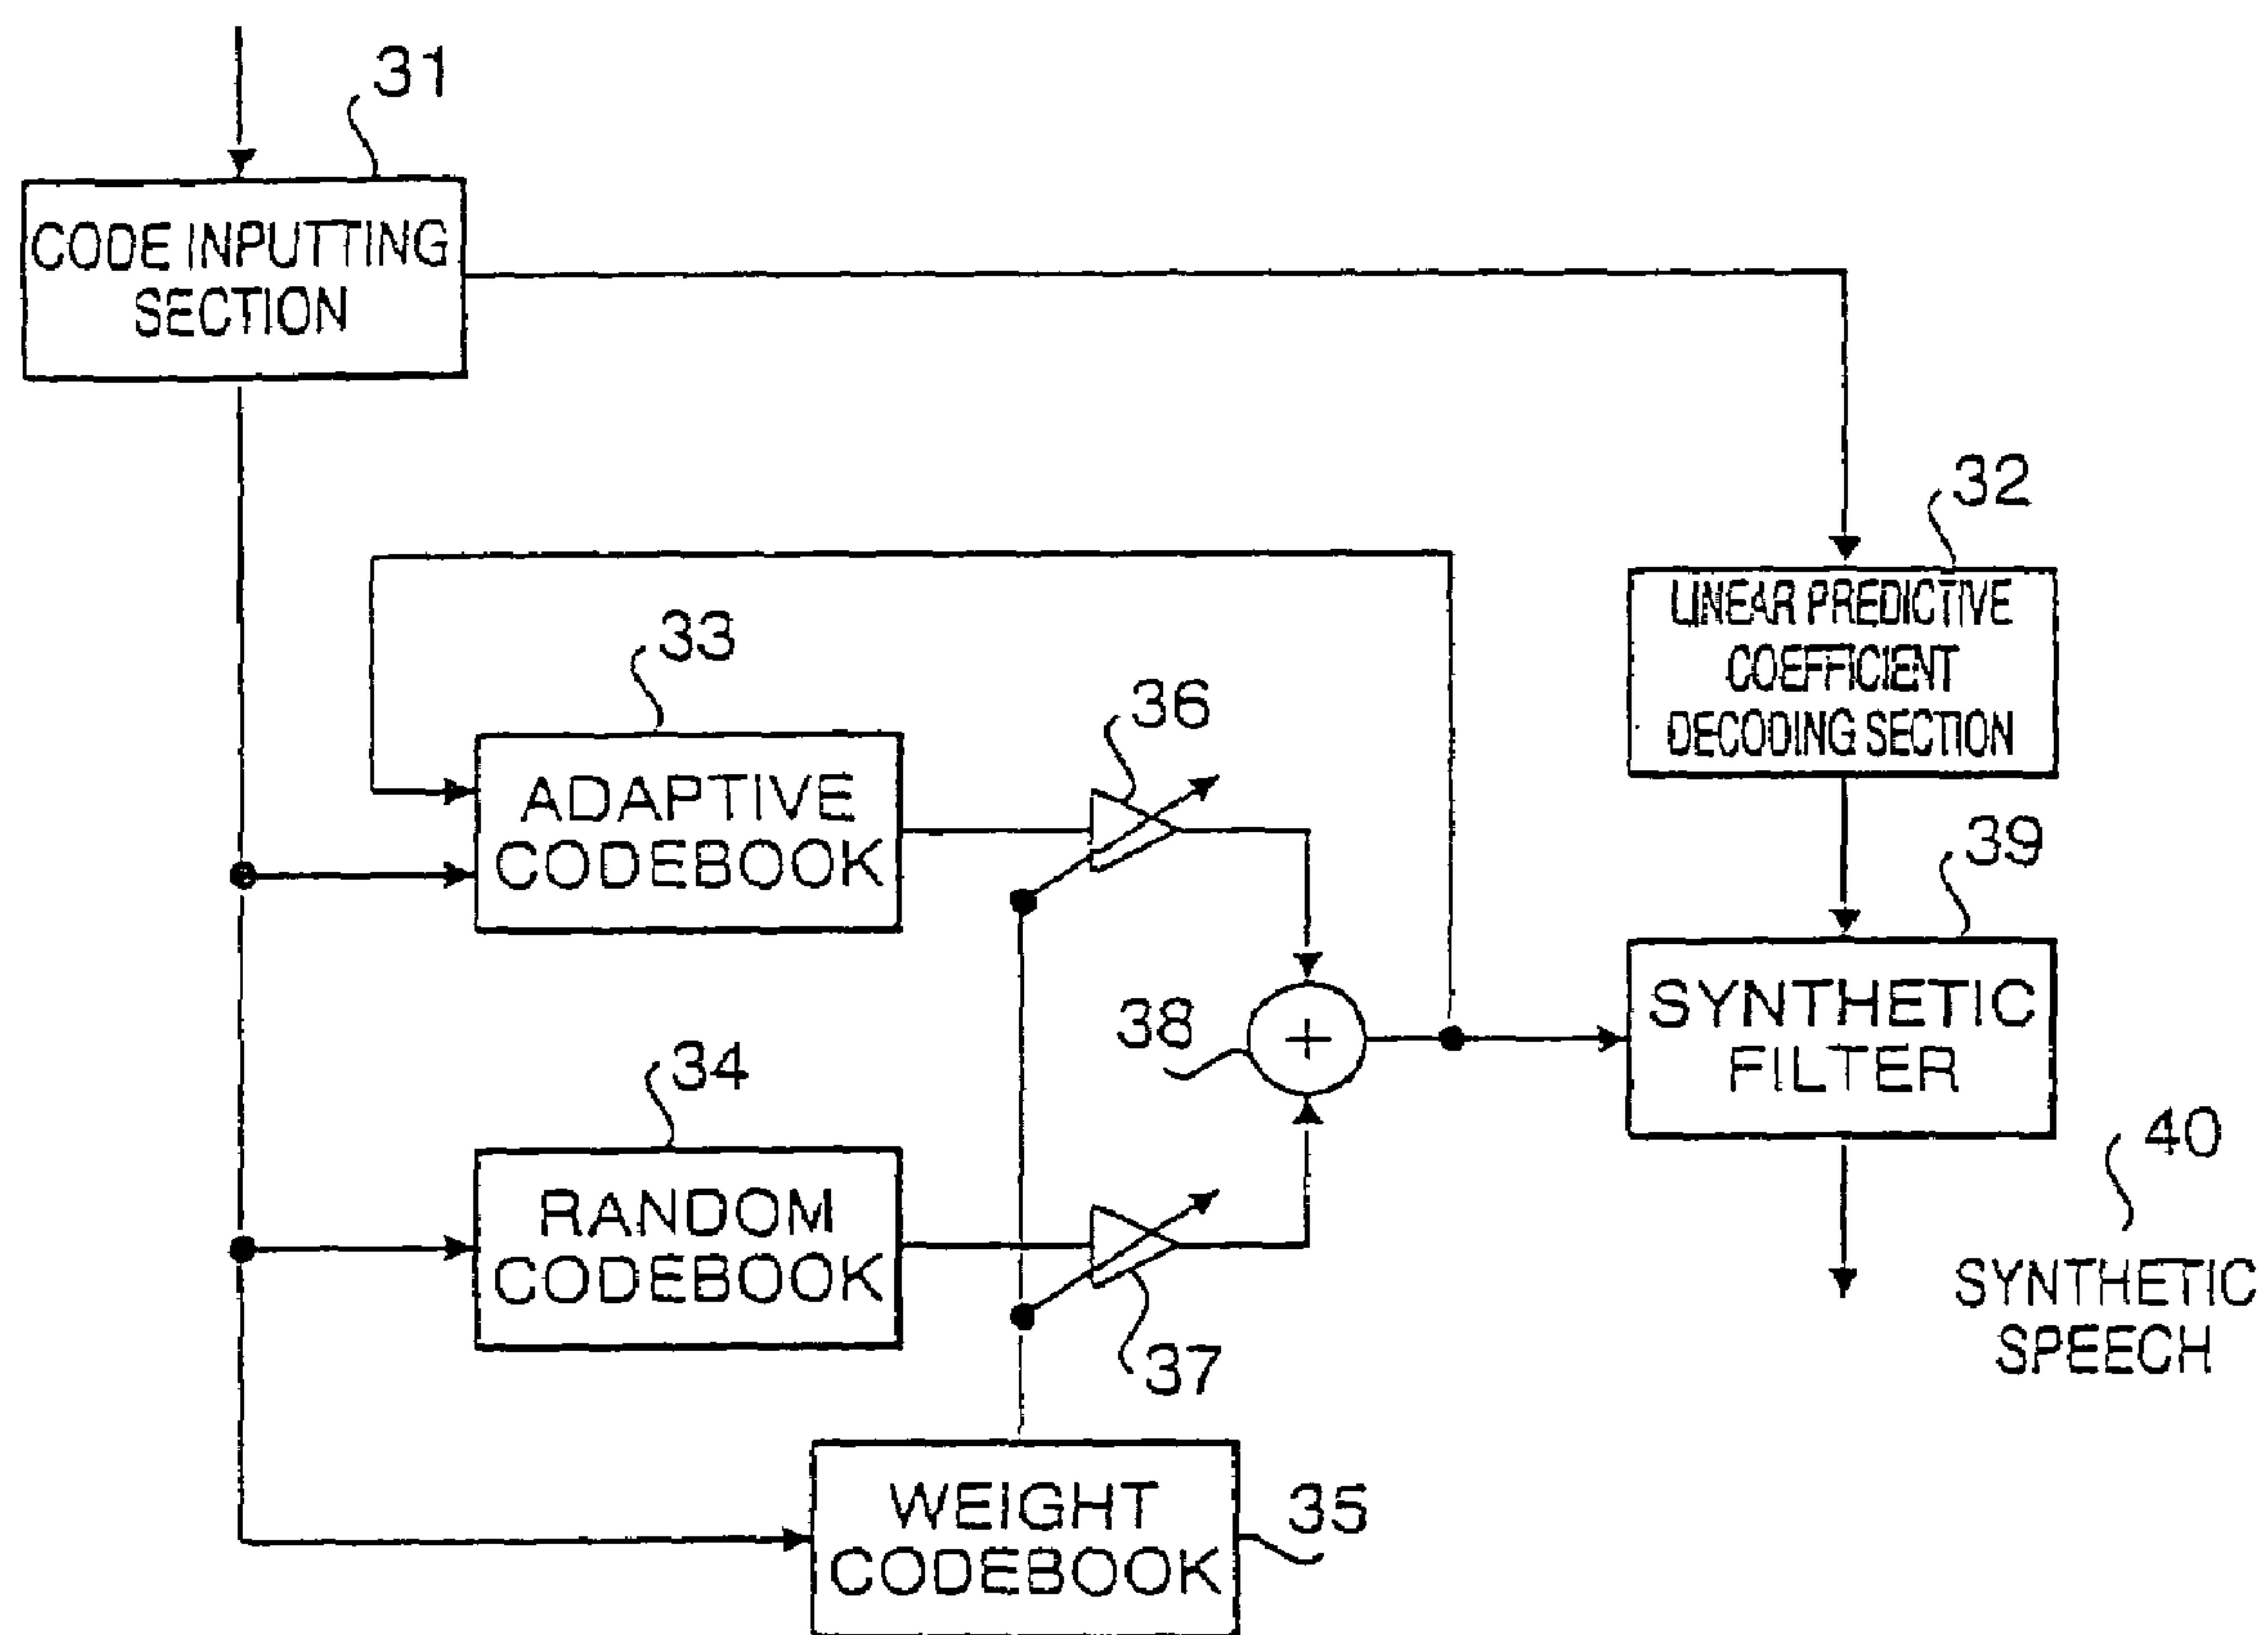 31
CODE INPUTTING
SECTION
32
LINEAR PREDICTIVE
COEFFICIENT
DECODING SECTION
33
ADAPTIVE
CODEBOOK
36
39
SYNTHETIC
FILTER
38
+
34
RANDOM
CODEBOOK
37
40
SYNTHETIC
SPEECH
WEIGHT
CODEBOOK
35